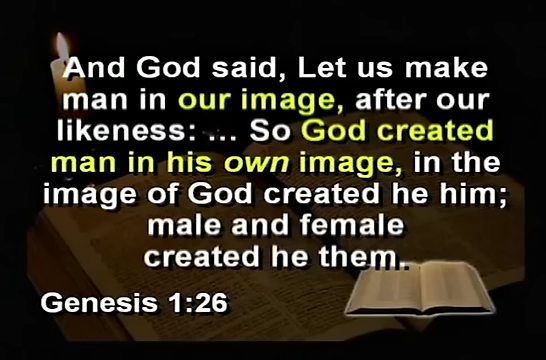 And God said, Let us make
man in our image, after our
likeness: ... So God created
man in his own image, in the
image of God created he him;
male and female
created he them.
Genesis 1:26